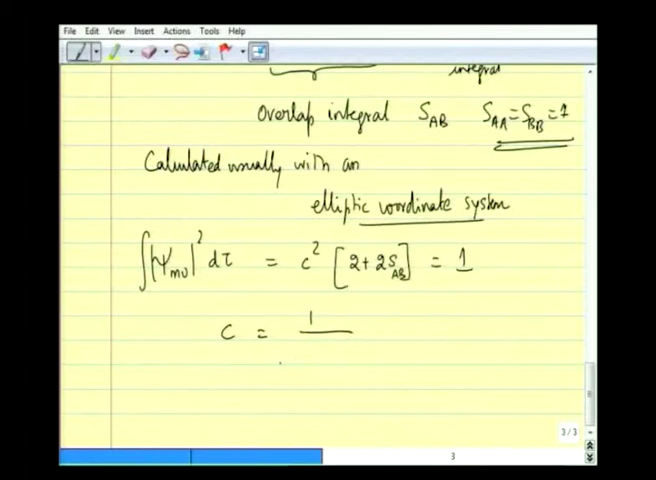 File Edit View Insert Actions Tools Help
integral
Overlap integral S_AB S_AA = S_BB = 1
Calculated usually with an
elliptic coordinate system
∫|Ψ_MO|² dτ = c² [2 + 2S_AB] = 1
c = 1
3/3
3